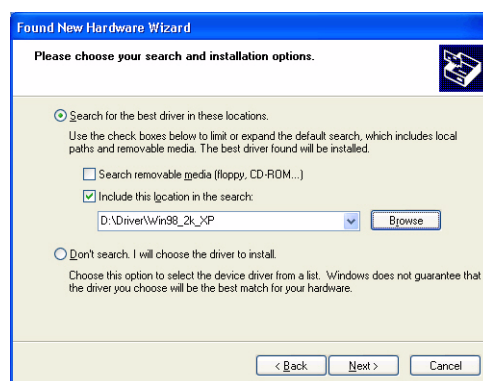 Found New Hardware Wizard
Please choose your search and installation options.
Search for the best driver in these locations.
Use the check boxes below to limit or expand the default search, which includes local
paths and removable media. The best driver found will be installed.
Search removable media (floppy, CD-ROM...)
Include this location in the search:
D:\Driver\Win98_2k_XP
Browse
Don't search. I will choose the driver to install.
Choose this option to select the device driver from a list. Windows does not guarantee that
the driver you choose will be the best match for your hardware.
< Back Next > Cancel